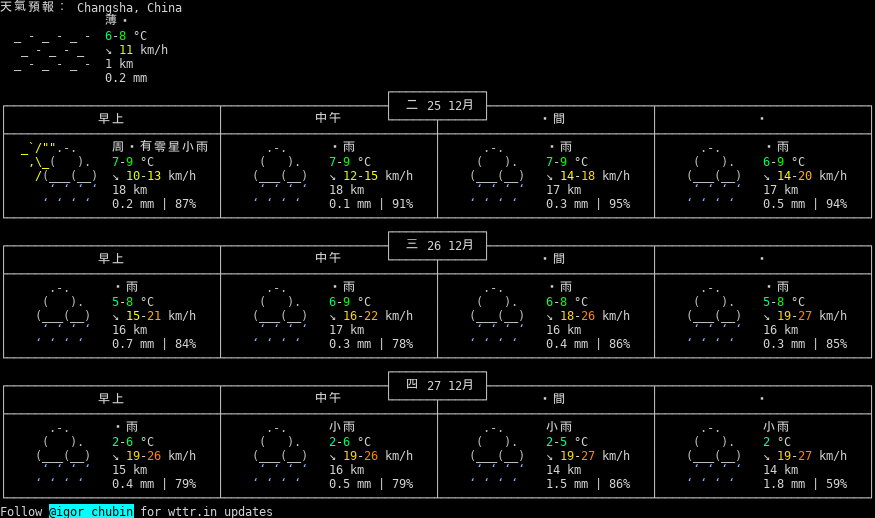 天氣預報： Changsha, China
薄・
6-8 °C
↘ 11 km/h
1 km
0.2 mm
二 25 12月
早上 中午 ・間 ・
周・有零星小雨 ・雨 ・雨 ・雨
7-9 °C 7-9 °C 7-9 °C 6-9 °C
↘ 10-13 km/h ↘ 12-15 km/h ↘ 14-18 km/h ↘ 14-20 km/h
18 km 18 km 17 km 17 km
0.2 mm | 87% 0.1 mm | 91% 0.3 mm | 95% 0.5 mm | 94%
三 26 12月
早上 中午 ・間 ・
・雨 ・雨 ・雨 ・雨
5-8 °C 6-9 °C 6-8 °C 5-8 °C
↘ 15-21 km/h ↘ 16-22 km/h ↘ 18-26 km/h ↘ 19-27 km/h
16 km 17 km 16 km 16 km
0.7 mm | 84% 0.3 mm | 78% 0.4 mm | 86% 0.3 mm | 85%
四 27 12月
早上 中午 ・間 ・
・雨 小雨 小雨 小雨
2-6 °C 2-6 °C 2-5 °C 2 °C
↘ 19-26 km/h ↘ 19-26 km/h ↘ 19-27 km/h ↘ 19-27 km/h
15 km 16 km 14 km 14 km
0.4 mm | 79% 0.5 mm | 79% 1.5 mm | 86% 1.8 mm | 59%
Follow @igor_chubin for wttr.in updates